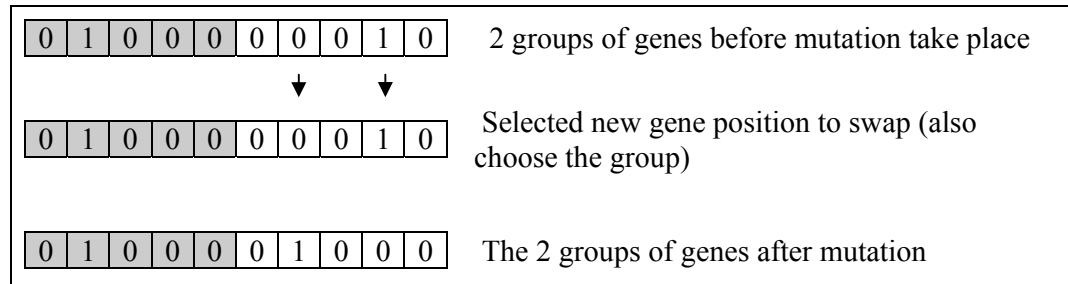 0 1 0 0 0 0 0 0 1 0 2 groups of genes before mutation take place
0 1 0 0 0 0 0 0 1 0 Selected new gene position to swap (also
choose the group)
0 1 0 0 0 0 1 0 0 0 The 2 groups of genes after mutation